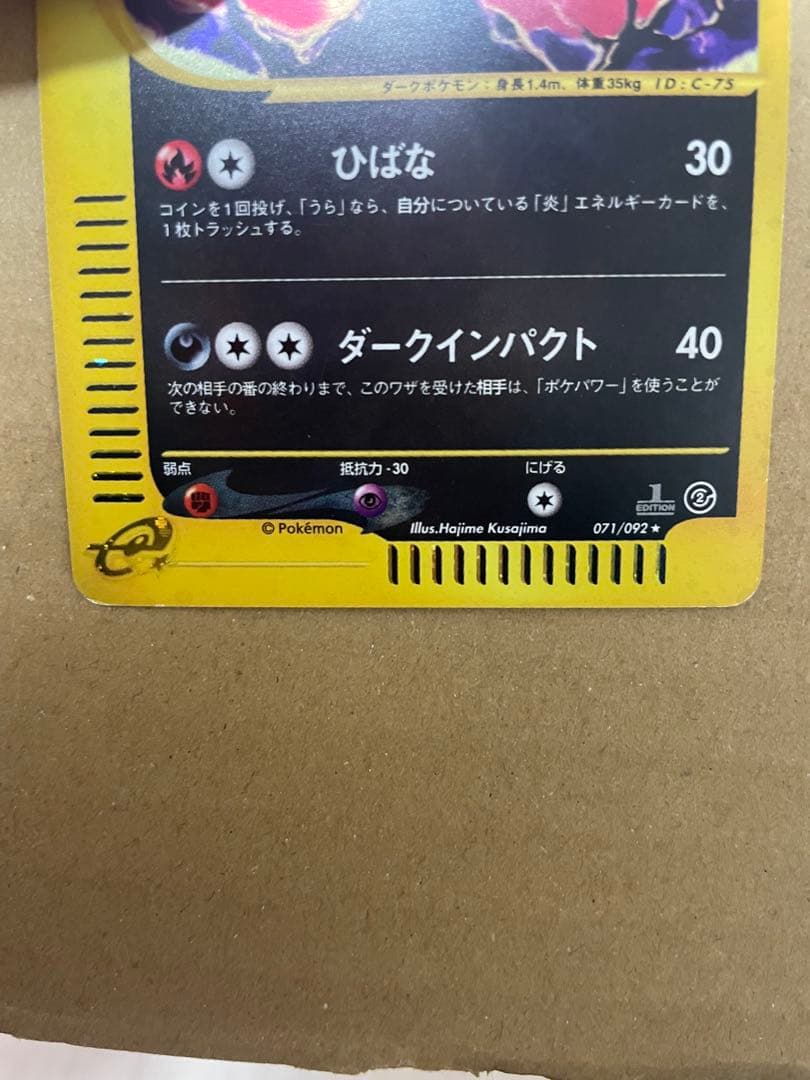 ダークポケモン：身長1.4m、体重35kg ID：C-75
ひばな 30
コインを1回投げ、「うら」なら、自分についている「炎」エネルギーカードを、
1枚トラッシュする。
ダークインパクト 40
次の相手の番の終わりまで、このワザを受けた相手は、「ポケパワー」を使うことが
できない。
弱点 抵抗力 -30 にげる
1 EDITION
© Pokémon Illus.Hajime Kusajima 071/092 ★